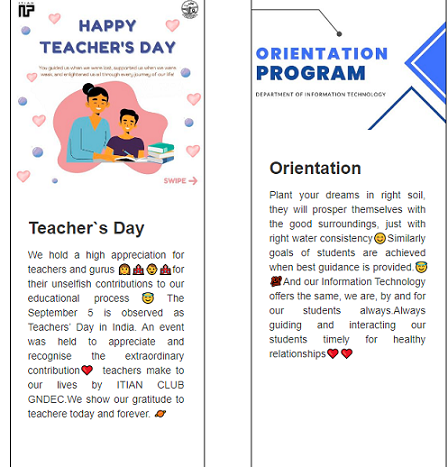 HAPPY
TEACHER'S DAY
You guided us when we were lost, supported us when we were
weak, and enlightened us all through every journey of our life!
SWIPE
Teacher`s Day
We hold a high appreciation for
teachers and gurus 👩‍🏫🏫👨‍🏫🏫for
their unselfish contributions to our
educational process 😇 The
September 5 is observed as
Teachers' Day in India. An event
was held to appreciate and
recognise the extraordinary
contribution❤️ teachers make to
our lives by ITIAN CLUB
GNDEC.We show our gratitude to
teachere today and forever. 🪐
ORIENTATION
PROGRAM
DEPARTMENT OF INFORMATION TECHNOLOGY
Orientation
Plant your dreams in right soil,
they will prosper themselves with
the good surroundings, just with
right water consistency😊Similarly
goals of students are achieved
when best guidance is provided.😇
💯And our Information Technology
offers the same, we are, by and for
our students always.Always
guiding and interacting our
students timely for healthy
relationships❤️❤️